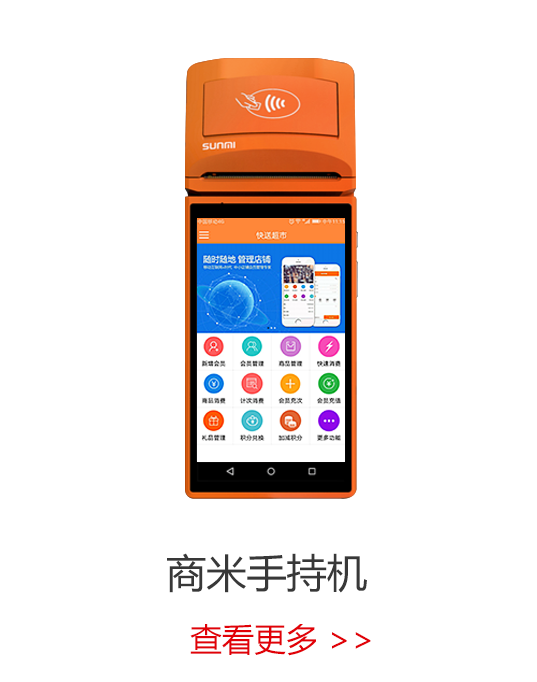 SUNMI
快送超市
随时随地 管理店铺
新增会员 会员管理 商品管理 快速消费
商品消费 计次消费 会员充次 会员充值
礼品管理 积分兑换 加减积分 更多功能
商米手持机
查看更多 >>